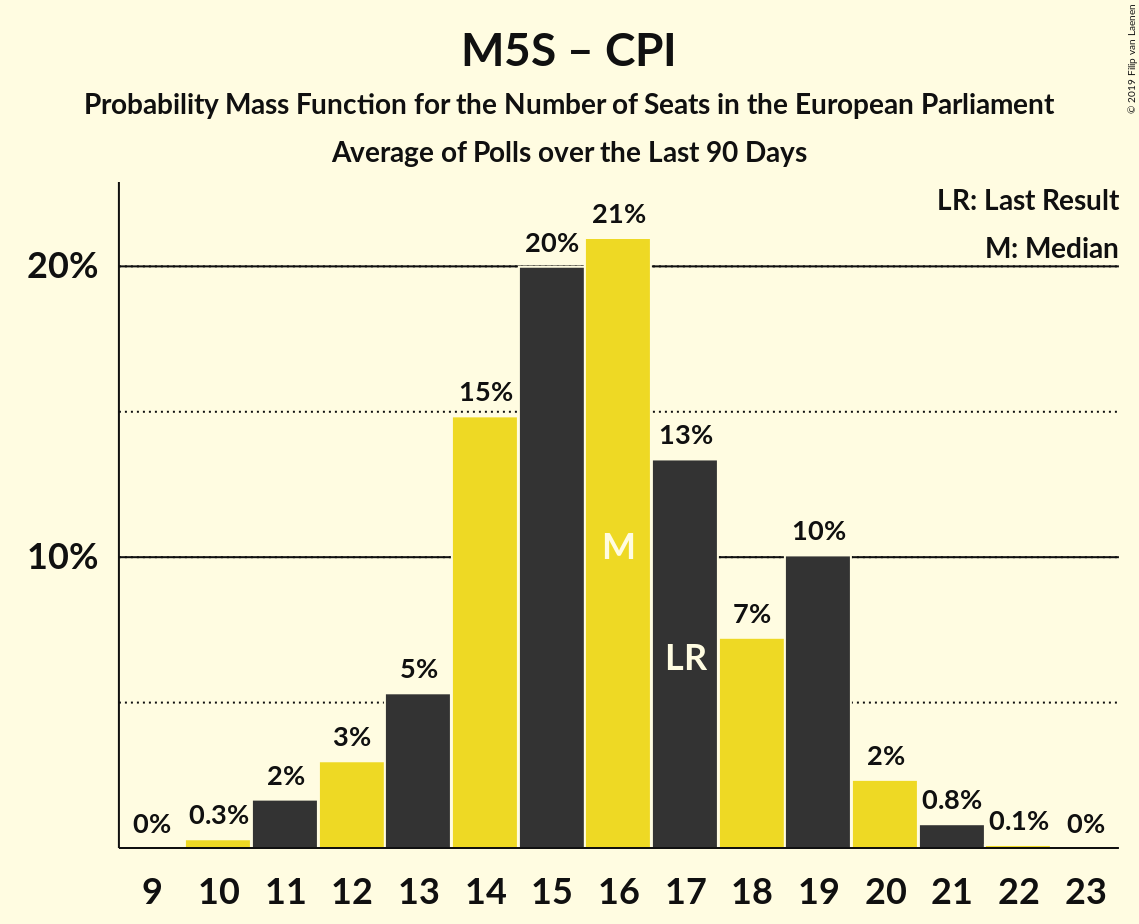 M5S – CPI
Probability Mass Function for the Number of Seats in the European Parliament
Average of Polls over the Last 90 Days
© 2019 Filip van Laenen
LR: Last Result
M: Median
20%
10%
0%
0.3%
2%
3%
5%
15%
20%
21%
13%
7%
10%
2%
0.8%
0.1%
0%
M
LR
9 10 11 12 13 14 15 16 17 18 19 20 21 22 23